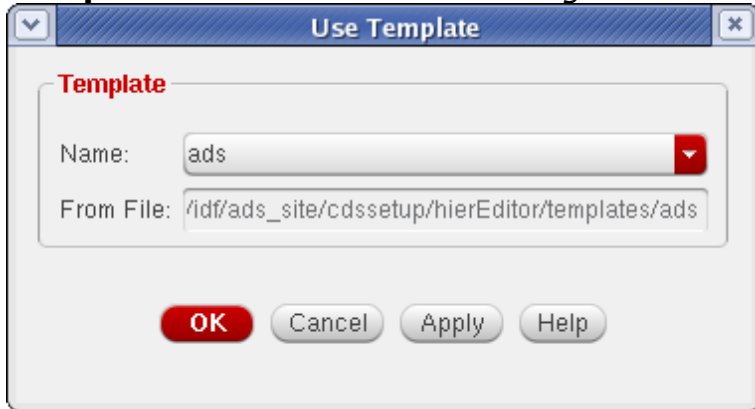 Use Template
Template
Name: ads
From File: /idf/ads_site/cdssetup/hierEditor/templates/ads
OK Cancel Apply Help